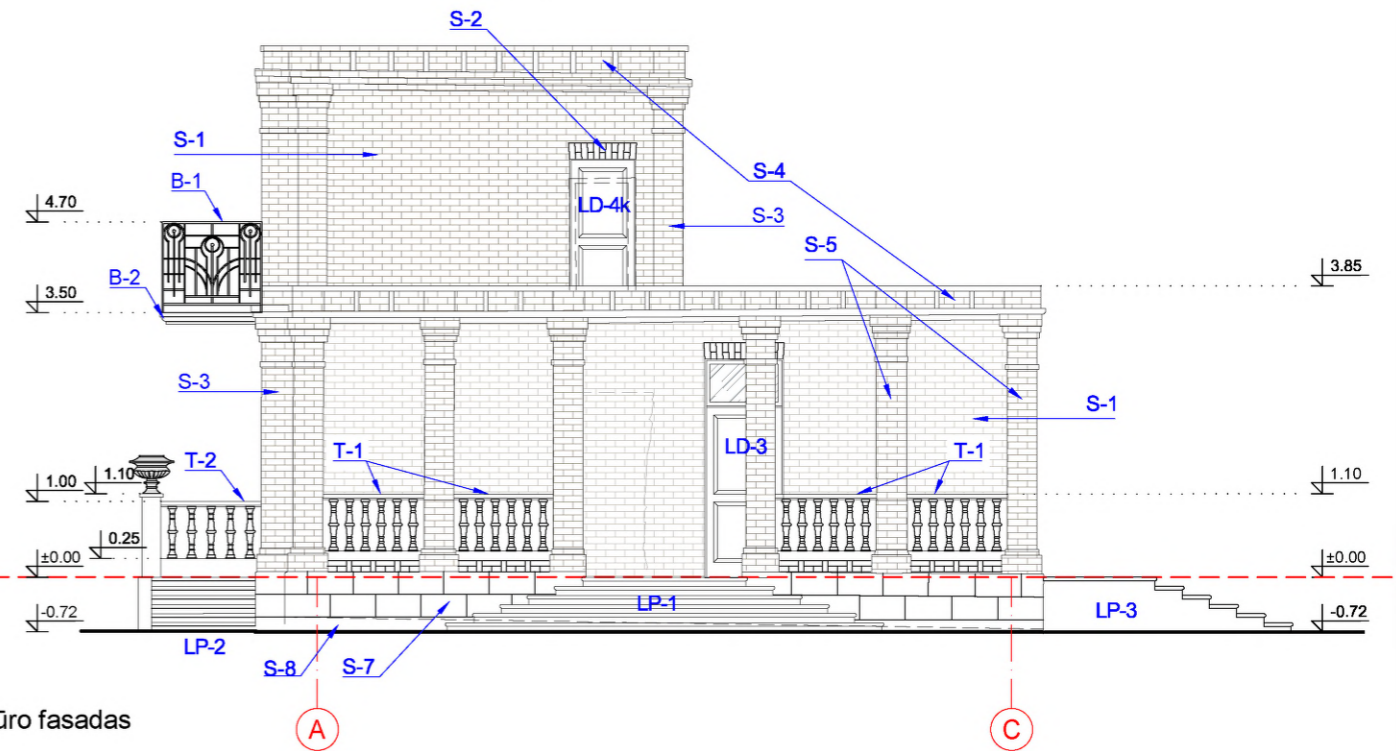 S-2
S-1
S-4
B-1
LD-4k
4.70
S-3
S-5
B-2
3.85
3.50
S-3
S-1
LD-3
T-2
T-1
T-1
1.10
1.00
1.10
0.25
±0.00
±0.00
LP-1
LP-3
-0.72
-0.72
LP-2
S-8
S-7
ūro fasadas
A
C